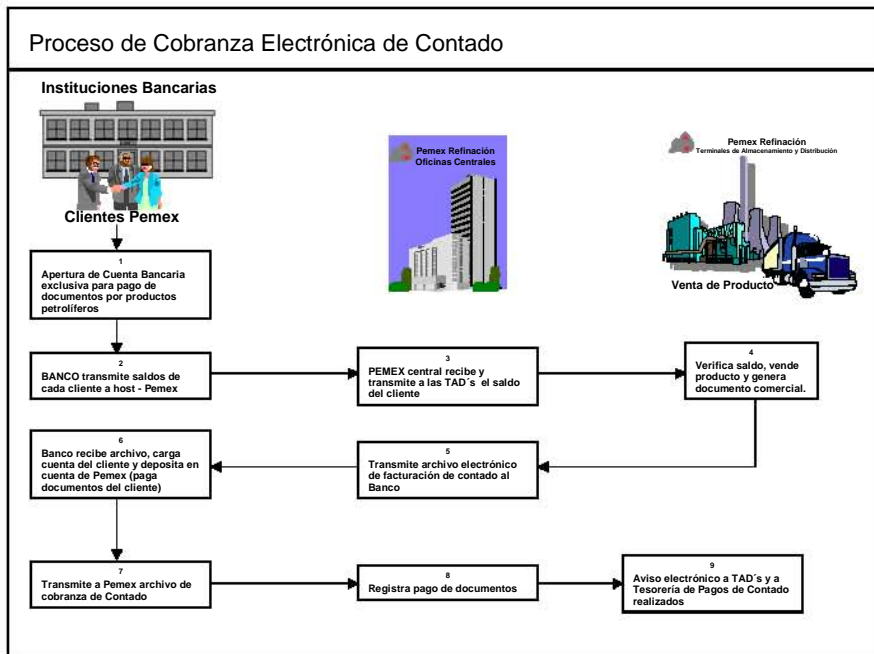 Proceso de Cobranza Electrónica de Contado
Instituciones Bancarias
Clientes Pemex
Pemex Refinación
Oficinas Centrales
Pemex Refinación
Terminales de Almacenamiento y Distribución
Venta de Producto
1
Apertura de Cuenta Bancaria
exclusiva para pago de
documentos por productos
petrolíferos
2
BANCO transmite saldos de
cada cliente a host - Pemex
3
PEMEX central recibe y
transmite a las TAD´s el saldo
del cliente
4
Verifica saldo, vende
producto y genera
documento comercial.
6
Banco recibe archivo, carga
cuenta del cliente y deposita en
cuenta de Pemex (paga
documentos del cliente)
5
Transmite archivo electrónico
de facturación de contado al
Banco
7
Transmite a Pemex archivo de
cobranza de Contado
8
Registra pago de documentos
9
Aviso electrónico a TAD´s y a
Tesorería de Pagos de Contado
realizados